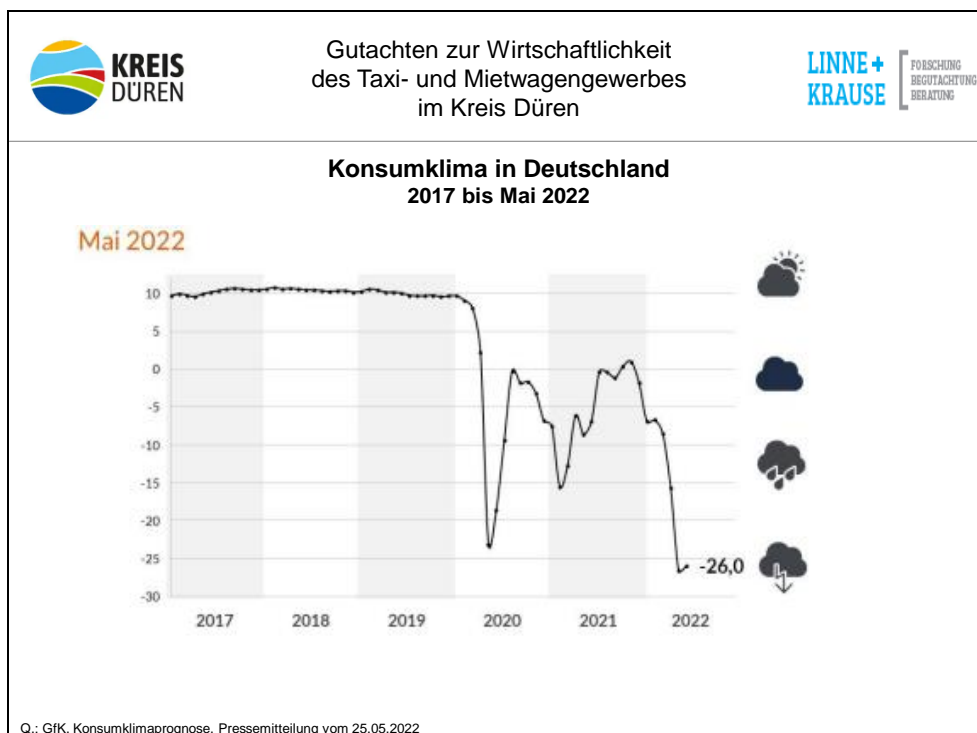 KREIS
DÜREN
Gutachten zur Wirtschaftlichkeit
des Taxi- und Mietwagengewerbes
im Kreis Düren
LINNE+
KRAUSE
FORSCHUNG
BEGUTACHTUNG
BERATUNG
Konsumklima in Deutschland
2017 bis Mai 2022
Mai 2022
10
5
0
-5
-10
-15
-20
-25
-30
-26,0
2017 2018 2019 2020 2021 2022
Q.: GfK, Konsumklimaprognose, Pressemitteilung vom 25.05.2022